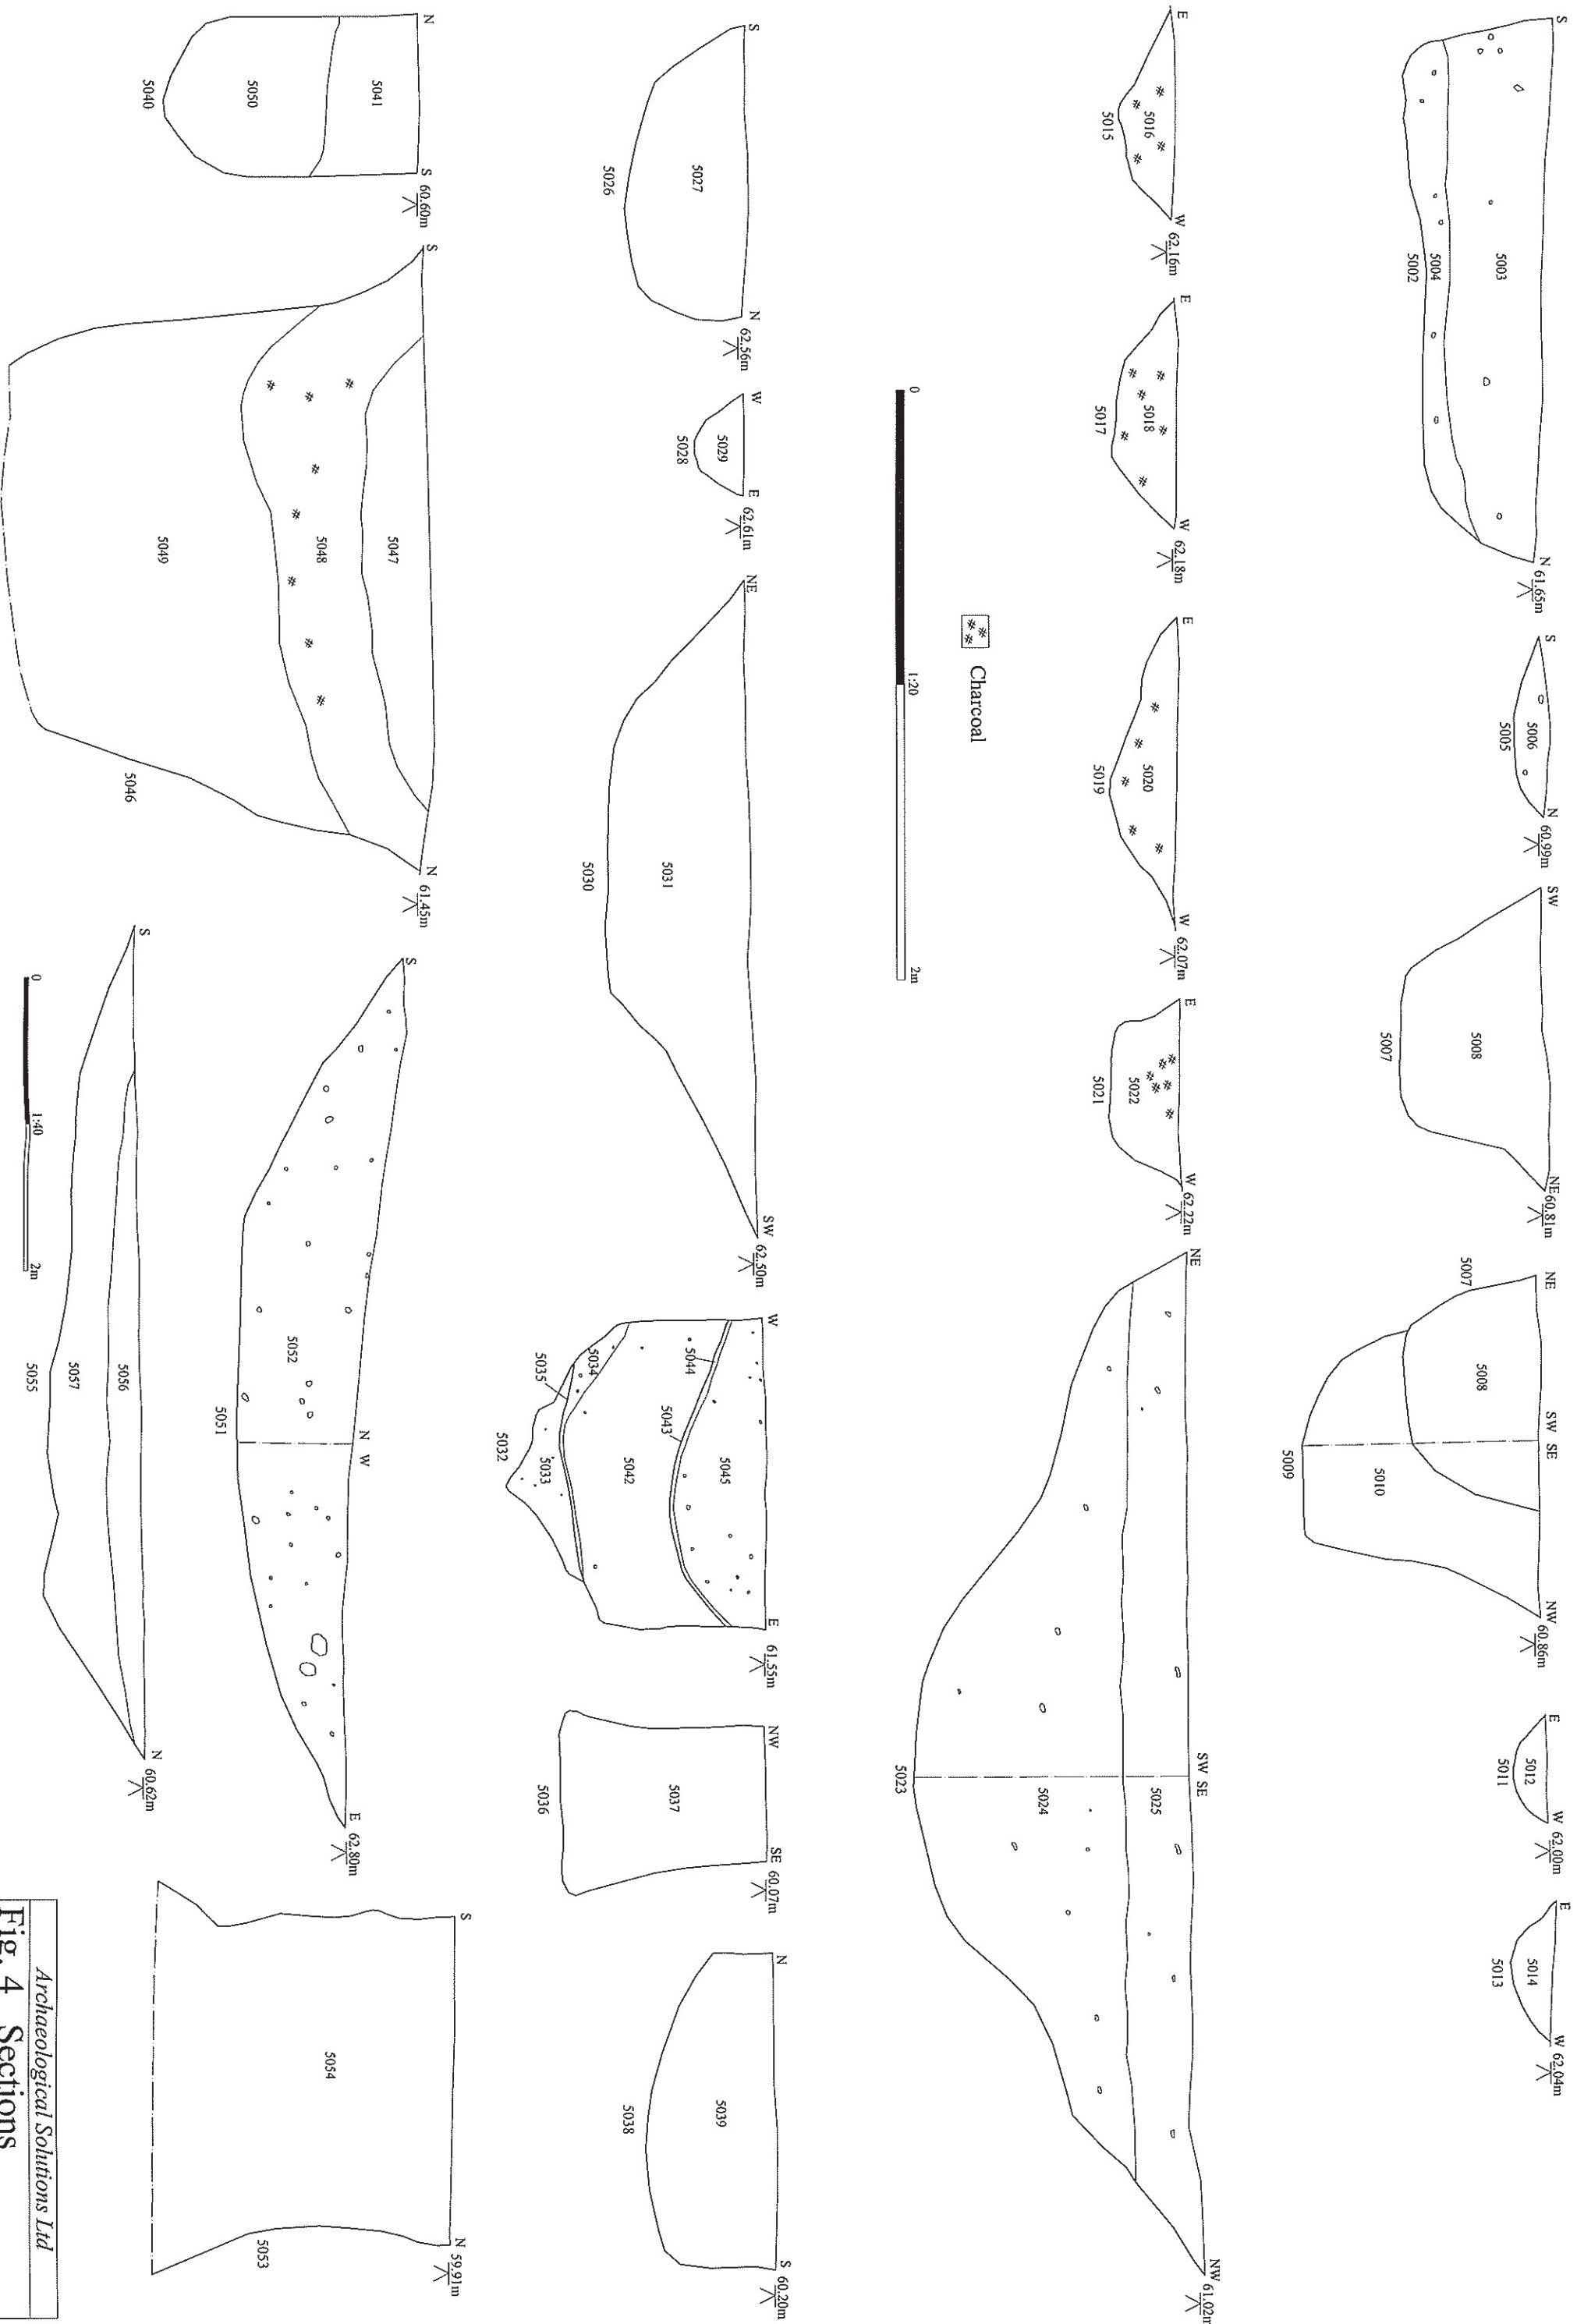 S
5003
5004
5002
N 61.65m
S
5006
5005
N 60.99m
SW
5008
5007
NE 60.81m
NE
5007
5008
SW SE
5010
5009
NW 60.86m
E
5012
5011
W 62.00m
E
5014
5013
W 62.04m
E
5016
5015
W 62.16m
E
5018
5017
W 62.18m
E
5020
5019
W 62.07m
E
5022
5021
W 62.22m
NE
SW SE
5025
5024
5023
NW 61.02m
Charcoal
0 1:20 2m
S
5027
5026
N 62.56m
W
5029
5028
E 62.61m
NE
5031
5030
SW 62.50m
W
5044
5045
5043
5042
5034
5035
5033
5032
E 61.55m
NW
5037
5036
SE 60.07m
N
5039
5038
S 60.20m
N
5041
5050
5040
S 60.60m
S
5047
5048
5049
5046
N 61.45m
S
5052
N W
5051
E 62.80m
S
5054
5053
N 59.91m
S
5056
5057
5055
N 60.62m
0 1:40 2m
Archaeological Solutions Ltd
Fig. 4 Sections